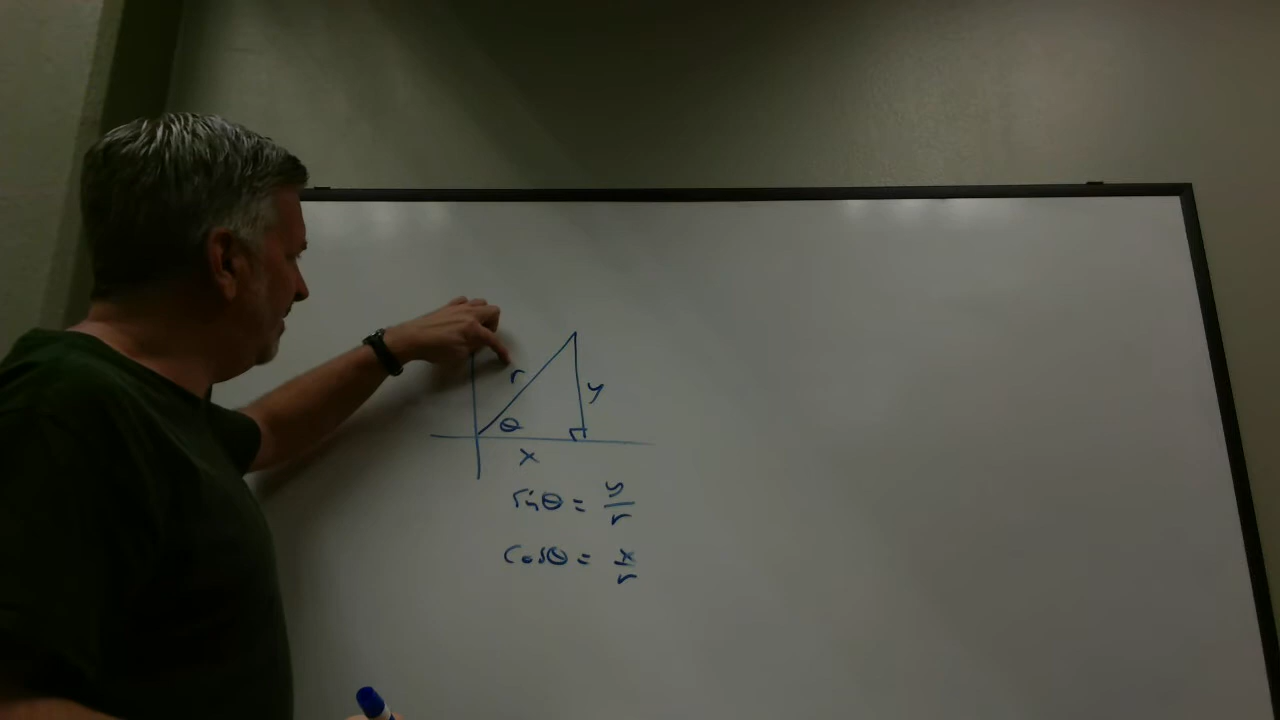 r
y
θ
x
sinθ = y/r
cosθ = x/r